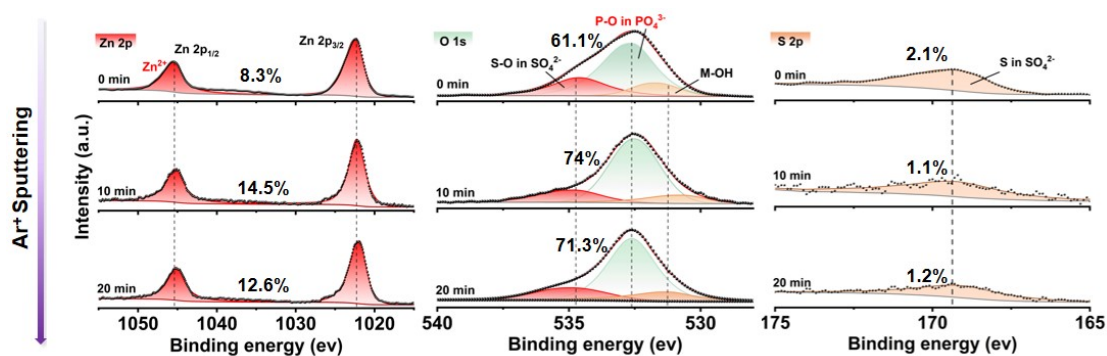 Ar⁺ Sputtering
Intensity (a.u.)
Zn 2p
Zn²⁺
Zn 2p₁/₂
Zn 2p₃/₂
8.3%
0 min
14.5%
10 min
12.6%
20 min
1050 1040 1030 1020
Binding energy (ev)
O 1s
P-O in PO₄³⁻
61.1%
S-O in SO₄²⁻
M-OH
0 min
74%
10 min
71.3%
20 min
540 535 530
Binding energy (ev)
S 2p
2.1%
S in SO₄²⁻
0 min
1.1%
10 min
1.2%
20 min
175 170 165
Binding energy (ev)